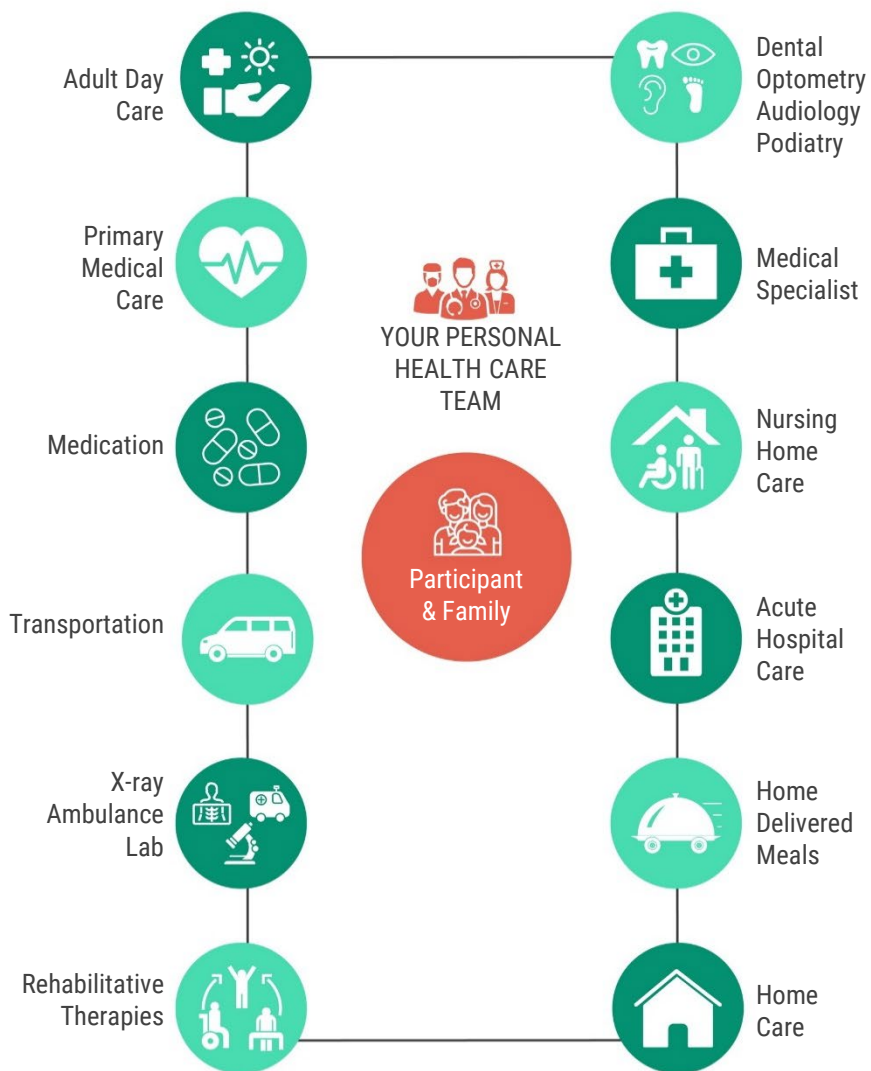 Adult Day
Care
Primary
Medical
Care
Medication
Transportation
X-ray
Ambulance
Lab
Rehabilitative
Therapies
YOUR PERSONAL
HEALTH CARE
TEAM
Participant
& Family
Dental
Optometry
Audiology
Podiatry
Medical
Specialist
Nursing
Home
Care
Acute
Hospital
Care
Home
Delivered
Meals
Home
Care